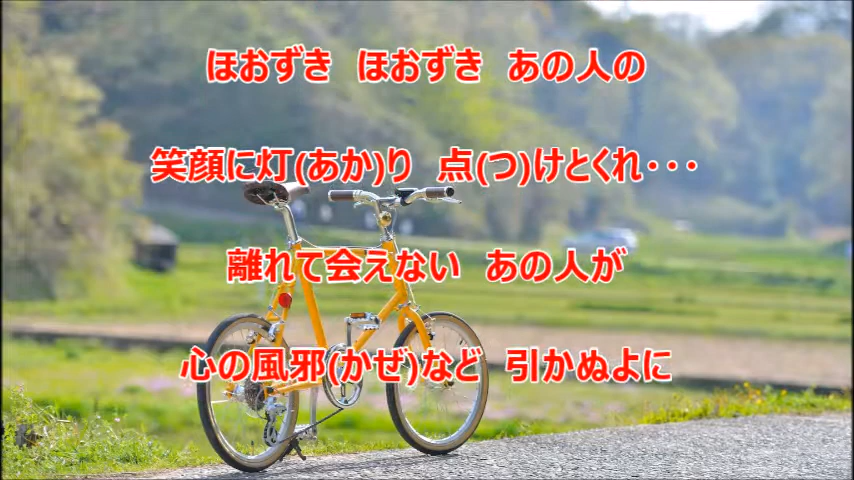 ほおずき　ほおずき　あの人の
笑顔に灯(あか)り　点(つ)けとくれ・・・
離れて会えない　あの人が
心の風邪(かぜ)など　引かぬよに